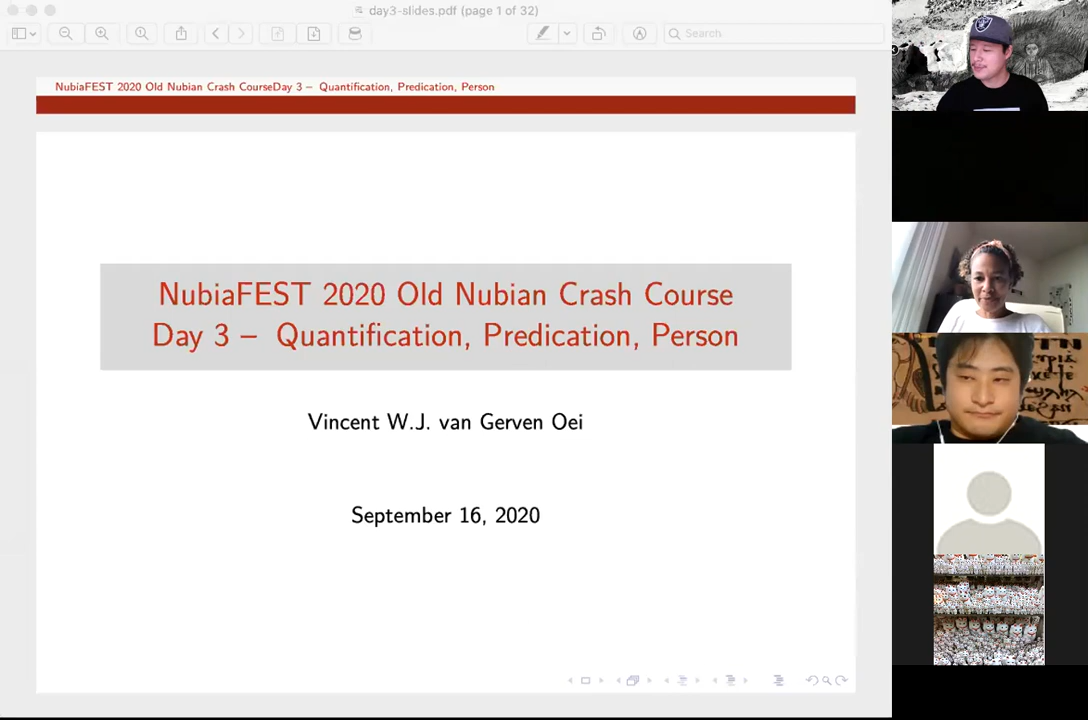 day3-slides.pdf (page 1 of 32)
Search
NubiaFEST 2020 Old Nubian Crash CourseDay 3 – Quantification, Predication, Person
NubiaFEST 2020 Old Nubian Crash Course
Day 3 – Quantification, Predication, Person
Vincent W.J. van Gerven Oei
September 16, 2020